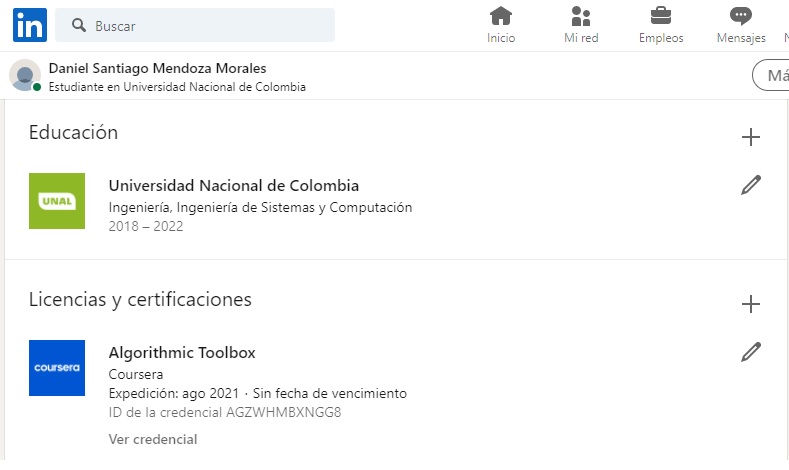 in
Buscar
Inicio
Mi red
Empleos
Mensajes
N
Daniel Santiago Mendoza Morales
Estudiante en Universidad Nacional de Colombia
Má
Educación
UNAL
Universidad Nacional de Colombia
Ingeniería, Ingeniería de Sistemas y Computación
2018 – 2022
Licencias y certificaciones
coursera
Algorithmic Toolbox
Coursera
Expedición: ago 2021 · Sin fecha de vencimiento
ID de la credencial AGZWHMBXNGG8
Ver credencial